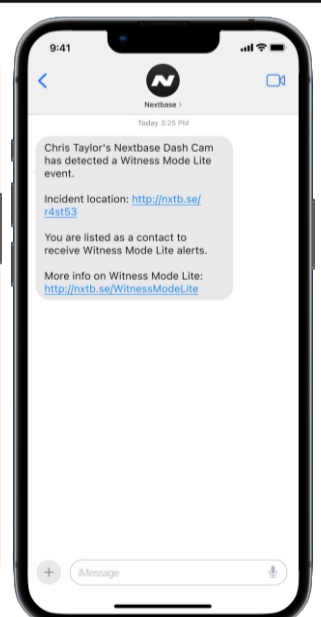 9:41
Nextbase >
Today 3:25 PM
Chris Taylor's Nextbase Dash Cam
has detected a Witness Mode Lite
event.
Incident location: http://nxtb.se/
r4st53
You are listed as a contact to
receive Witness Mode Lite alerts.
More info on Witness Mode Lite:
http://nxtb.se/WitnessModeLite
iMessage